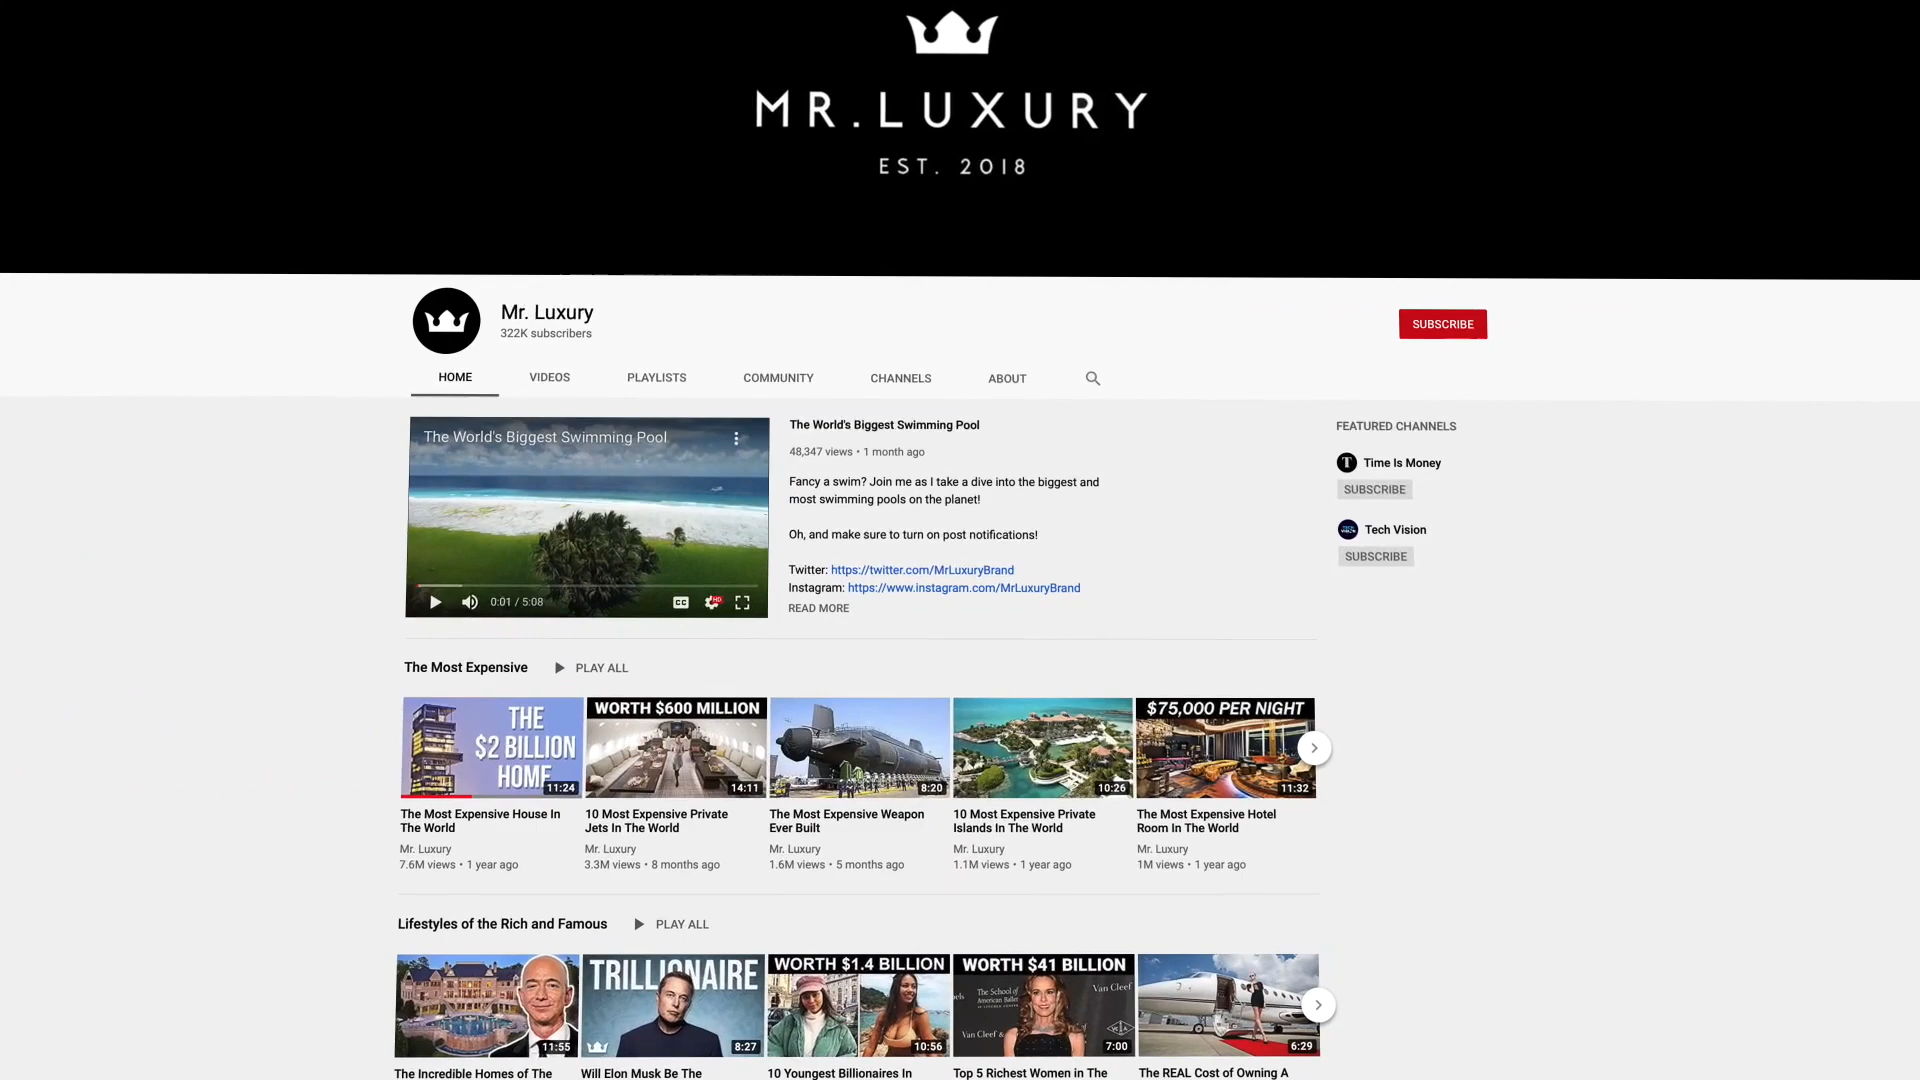 MR.LUXURY
EST. 2018
Mr. Luxury
322K subscribers
SUBSCRIBE
HOME
VIDEOS
PLAYLISTS
COMMUNITY
CHANNELS
ABOUT
The World's Biggest Swimming Pool
0:01 / 5:08
CC
HD
The World's Biggest Swimming Pool
48,347 views • 1 month ago
Fancy a swim? Join me as I take a dive into the biggest and
most swimming pools on the planet!
Oh, and make sure to turn on post notifications!
Twitter: https://twitter.com/MrLuxuryBrand
Instagram: https://www.instagram.com/MrLuxuryBrand
READ MORE
FEATURED CHANNELS
T
Time Is Money
SUBSCRIBE
Tech Vision
SUBSCRIBE
The Most Expensive
PLAY ALL
THE
$2 BILLION
HOME
11:24
The Most Expensive House In
The World
Mr. Luxury
7.6M views • 1 year ago
WORTH $600 MILLION
14:11
10 Most Expensive Private
Jets In The World
Mr. Luxury
3.3M views • 8 months ago
8:20
The Most Expensive Weapon
Ever Built
Mr. Luxury
1.6M views • 5 months ago
10:26
10 Most Expensive Private
Islands In The World
Mr. Luxury
1.1M views • 1 year ago
$75,000 PER NIGHT
11:32
The Most Expensive Hotel
Room In The World
Mr. Luxury
1M views • 1 year ago
Lifestyles of the Rich and Famous
PLAY ALL
11:55
The Incredible Homes of The
TRILLIONAIRE
8:27
Will Elon Musk Be The
WORTH $1.4 BILLION
10:56
10 Youngest Billionaires In
WORTH $41 BILLION
The School of
American Ballet
Van Cleef
Van Cleef &
7:00
Top 5 Richest Women in The
6:29
The REAL Cost of Owning A